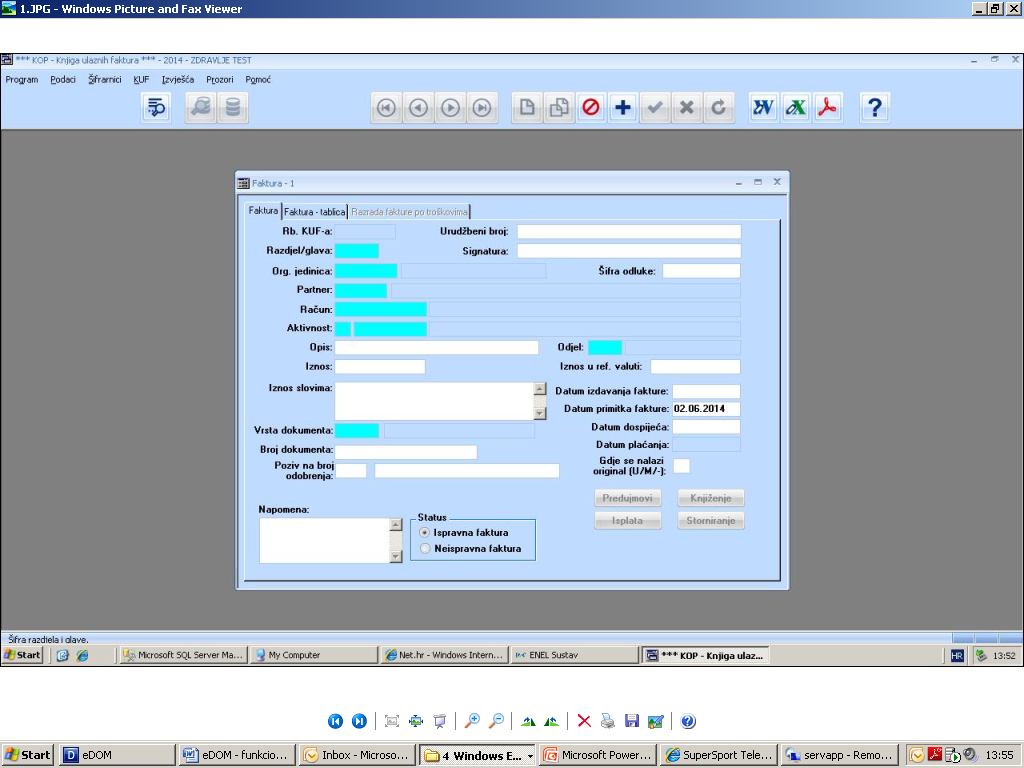 1.JPG - Windows Picture and Fax Viewer
*** KOP - Knjiga ulaznih faktura *** - 2014 - ZDRAVLJE TEST
Program Podaci Šifrarnici KUF Izvješća Prozori Pomoć
Faktura - 1
Faktura Faktura - tablica Razrada fakture po troškovima
Rb. KUF-a: Urudžbeni broj:
Razdjel/glava: Signatura:
Org. jedinica: Šifra odluke:
Partner:
Račun:
Aktivnost:
Opis: Odjel:
Iznos: Iznos u ref. valuti:
Iznos slovima: Datum izdavanja fakture:
Datum primitka fakture: 02.06.2014
Datum dospijeća:
Vrsta dokumenta:
Datum plaćanja:
Broj dokumenta:
Gdje se nalazi
original (U/M/-):
Poziv na broj
odobrenja:
Predujmovi Knjiženje
Isplata Storniranje
Napomena:
Status
Ispravna faktura
Neispravna faktura
Šifra razdjela i glave.
Start Microsoft SQL Server Ma... My Computer Net.hr - Windows Intern... ENEL Sustav *** KOP - Knjiga ulaz... HR 13:52
Start eDOM eDOM - funkcio... Inbox - Microso... 4 Windows E... Microsoft Power... SuperSport Tele... servapp - Remo... 13:55